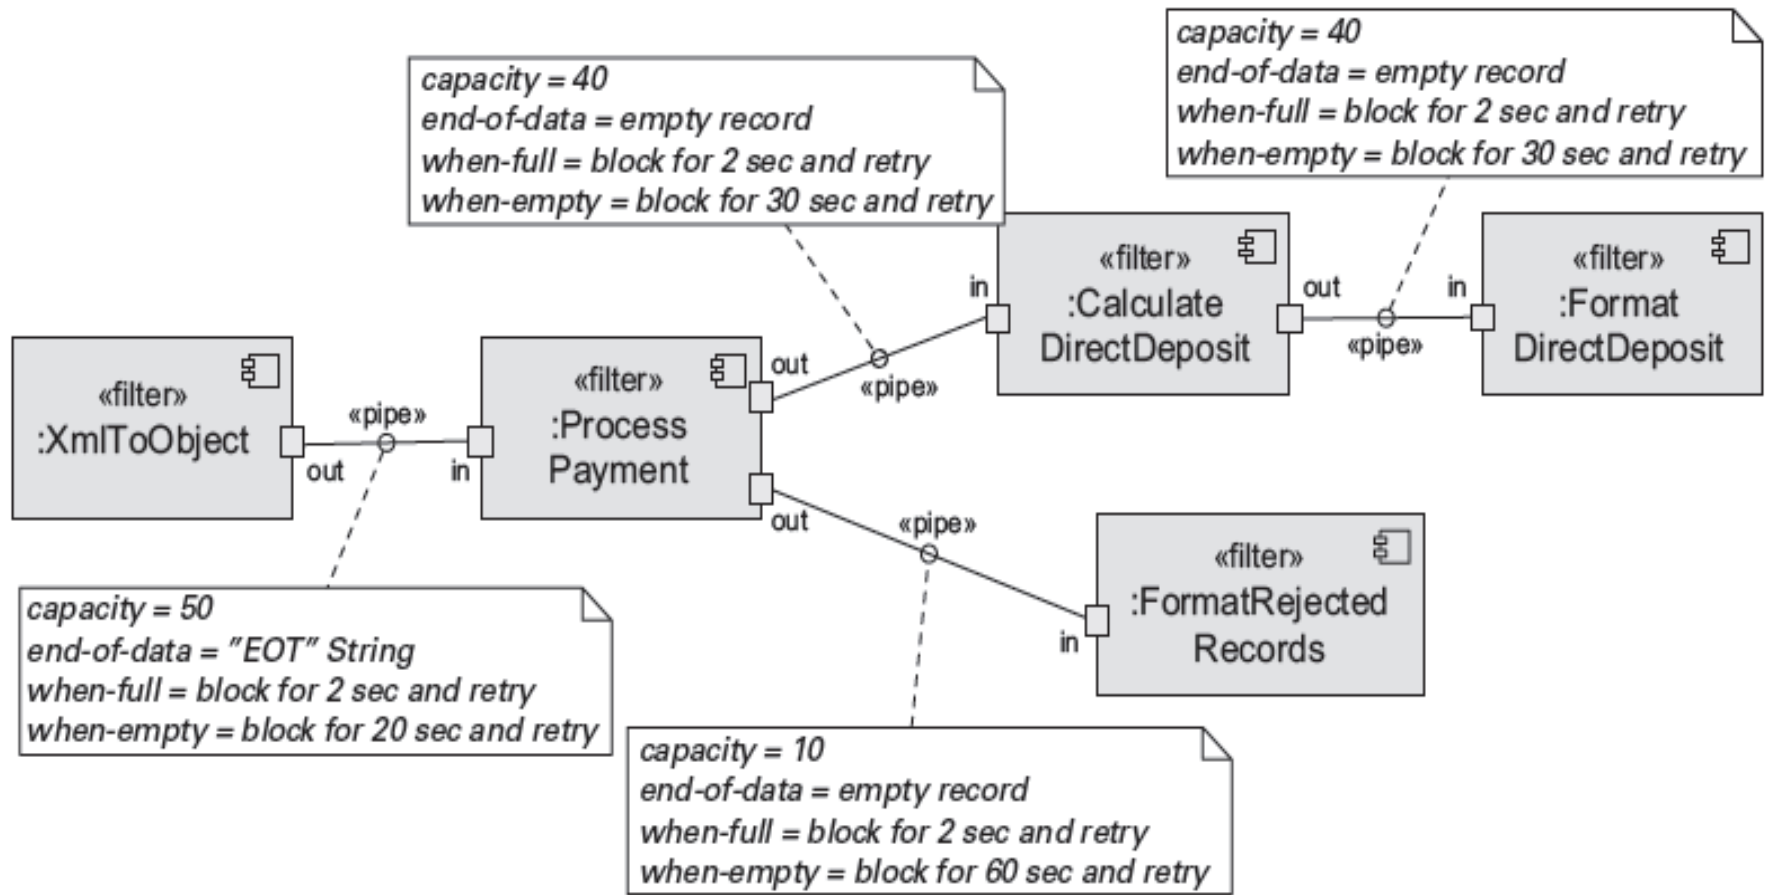 capacity = 40
end-of-data = empty record
when-full = block for 2 sec and retry
when-empty = block for 30 sec and retry
capacity = 40
end-of-data = empty record
when-full = block for 2 sec and retry
when-empty = block for 30 sec and retry
«filter»
:XmlToObject
out
«pipe»
in
«filter»
:Process
Payment
out
«pipe»
in
«filter»
:Calculate
DirectDeposit
out
«pipe»
in
«filter»
:Format
DirectDeposit
out
«pipe»
in
«filter»
:FormatRejected
Records
capacity = 50
end-of-data = "EOT" String
when-full = block for 2 sec and retry
when-empty = block for 20 sec and retry
capacity = 10
end-of-data = empty record
when-full = block for 2 sec and retry
when-empty = block for 60 sec and retry